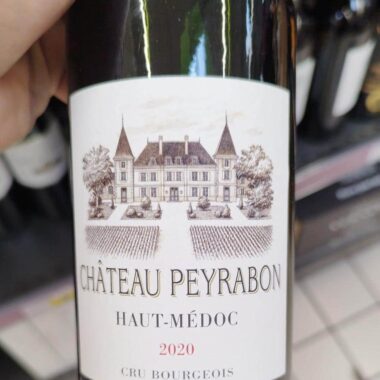 CHÂTEAU PEYRABON
HAUT-MÉDOC
2020
CRU BOURGEOIS